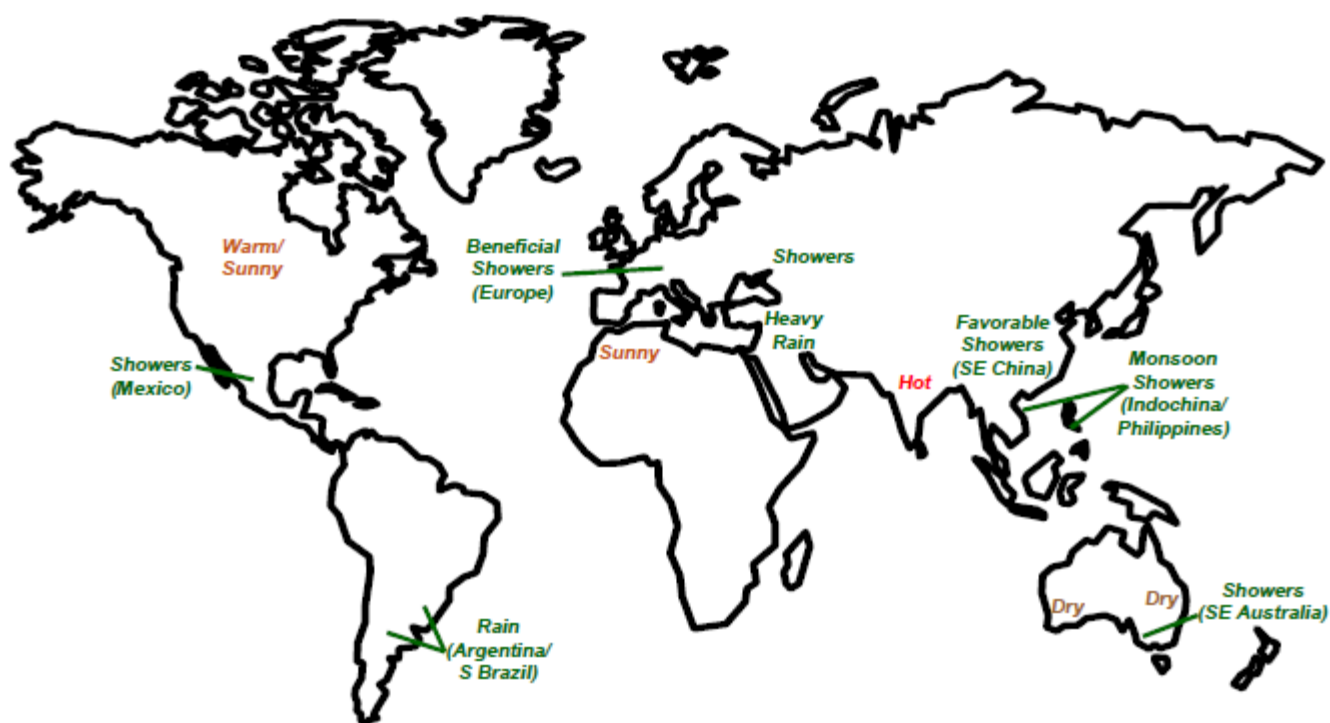 Warm/
Sunny
Beneficial
Showers
(Europe)
Showers
Heavy
Rain
Sunny
Favorable
Showers
(SE China)
Monsoon
Showers
(Indochina/
Philippines)
Showers
(Mexico)
Hot
Dry
Dry
Showers
(SE Australia)
Rain
(Argentina/
S Brazil)